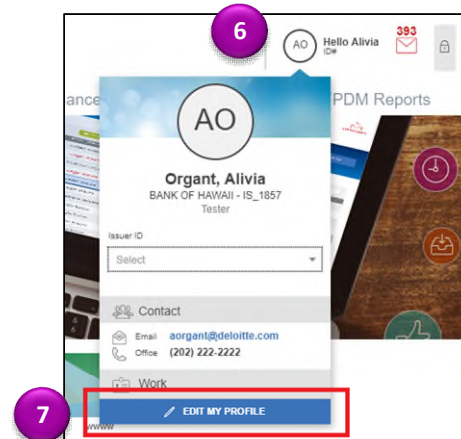 6
AO
Hello Alivia
ID#
393
ance
PDM Reports
AO
Organt, Alivia
BANK OF HAWAII - IS_1857
Tester
Issuer ID
Select
Contact
Email aorgant@deloitte.com
Office (202) 222-2222
Work
7
EDIT MY PROFILE
wwww